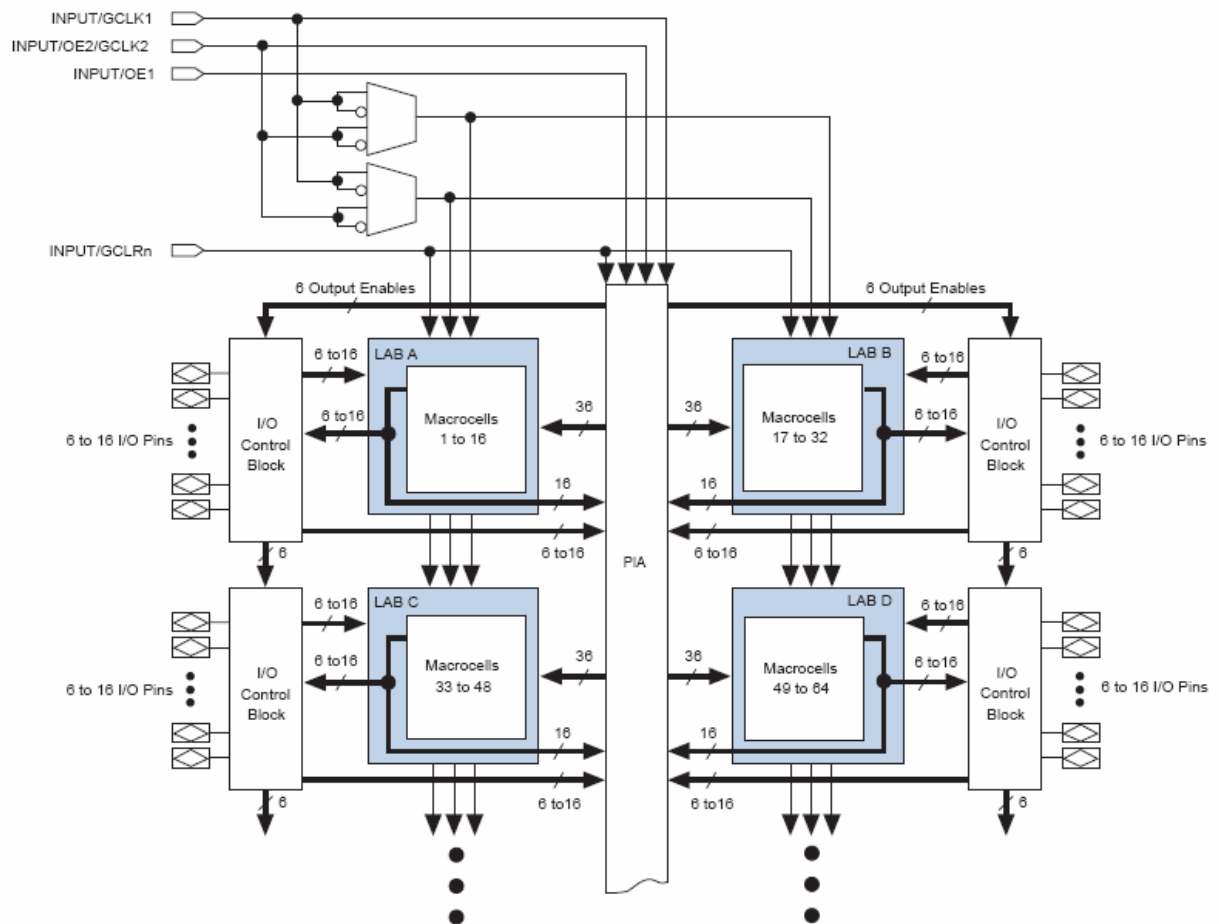 INPUT/GCLK1
INPUT/OE2/GCLK2
INPUT/OE1
INPUT/GCLRn
6 Output Enables
6 Output Enables
LAB A
LAB B
6 to16
6 to16
6 to16
6 to16
6 to 16 I/O Pins
I/O
Control
Block
Macrocells
1 to 16
36
36
Macrocells
17 to 32
I/O
Control
Block
6 to 16 I/O Pins
16
16
6 to16
6 to16
6
6
PIA
LAB C
LAB D
6 to16
6 to16
6 to16
6 to16
6 to 16 I/O Pins
I/O
Control
Block
Macrocells
33 to 48
36
36
Macrocells
49 to 64
I/O
Control
Block
6 to 16 I/O Pins
16
16
6 to16
6 to16
6
6